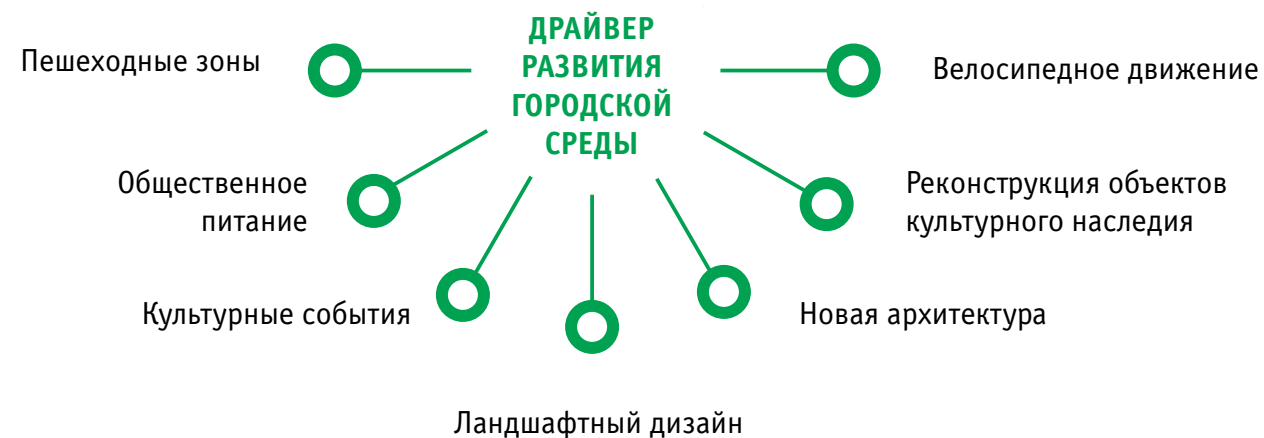 ДРАЙВЕР
РАЗВИТИЯ
ГОРОДСКОЙ
СРЕДЫ
Пешеходные зоны
Общественное
питание
Культурные события
Ландшафтный дизайн
Новая архитектура
Реконструкция объектов
культурного наследия
Велосипедное движение